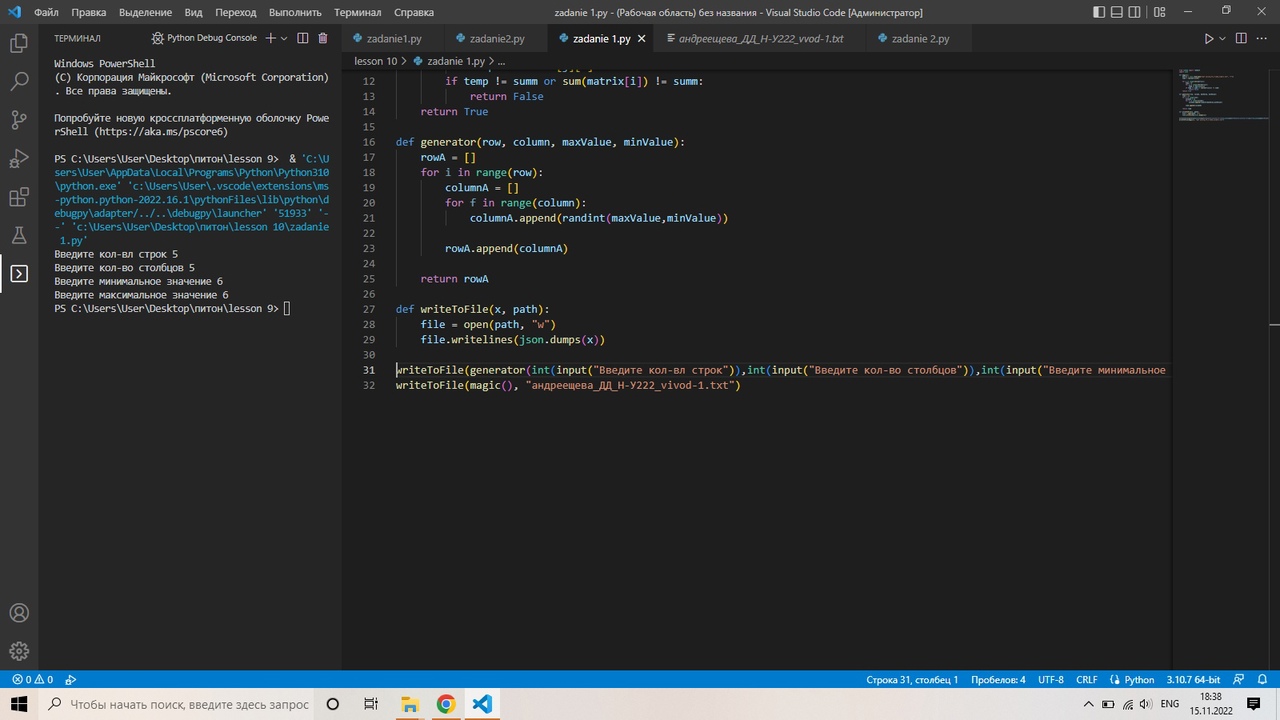 Файл Правка Выделение Вид Переход Выполнить Терминал Справка
zadanie 1.py - (Рабочая область) без названия - Visual Studio Code [Администратор]
ТЕРМИНАЛ
Python Debug Console
zadanie1.py
zadanie2.py
zadanie 1.py
андреещева_ДД_Н-У222_vvod-1.txt
zadanie 2.py
lesson 10 > zadanie 1.py > ...
Windows PowerShell
(C) Корпорация Майкрософт (Microsoft Corporation)
. Все права защищены.
Попробуйте новую кроссплатформенную оболочку Powe
rShell (https://aka.ms/pscore6)
PS C:\Users\User\Desktop\питон\lesson 9> & 'C:\U
sers\User\AppData\Local\Programs\Python\Python310
\python.exe' 'c:\Users\User\.vscode\extensions\ms
-python.python-2022.16.1\pythonFiles\lib\python\d
ebugpy\adapter/../..\debugpy\launcher' '51933' '-
-' 'c:\Users\User\Desktop\питон\lesson 10\zadanie
 1.py'
Введите кол-вл строк 5
Введите кол-во столбцов 5
Введите минимальное значение 6
Введите максимальное значение 6
PS C:\Users\User\Desktop\питон\lesson 9>
12 if temp != summ or sum(matrix[i]) != summ:
13 return False
14 return True
15
16 def generator(row, column, maxValue, minValue):
17 rowA = []
18 for i in range(row):
19 columnA = []
20 for f in range(column):
21 columnA.append(randint(maxValue,minValue))
22
23 rowA.append(columnA)
24
25 return rowA
26
27 def writeToFile(x, path):
28 file = open(path, "w")
29 file.writelines(json.dumps(x))
30
31 writeToFile(generator(int(input("Введите кол-вл строк")),int(input("Введите кол-во столбцов")),int(input("Введите минимальное
32 writeToFile(magic(), "андреещева_ДД_Н-У222_vivod-1.txt")
0 0
Строка 31, столбец 1 Пробелов: 4 UTF-8 CRLF Python 3.10.7 64-bit
Чтобы начать поиск, введите здесь запрос
ENG
18:38
15.11.2022